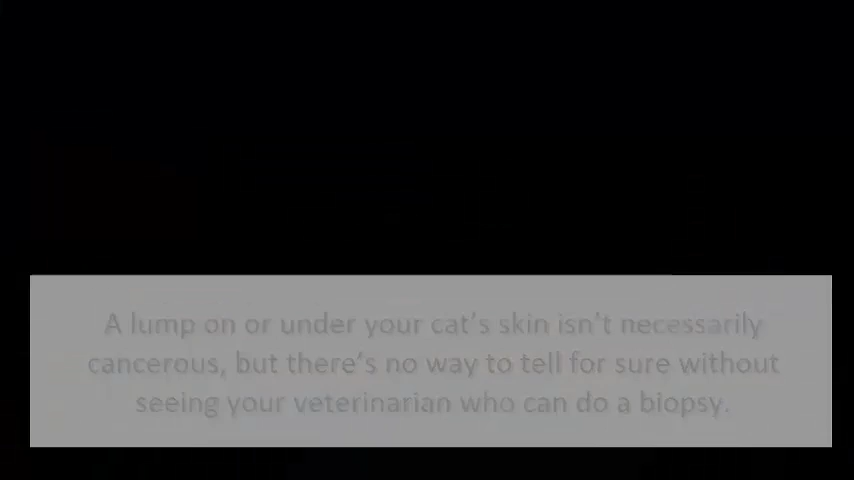 A lump on or under your cat's skin isn't necessarily
cancerous, but there's no way to tell for sure without
seeing your veterinarian who can do a biopsy.